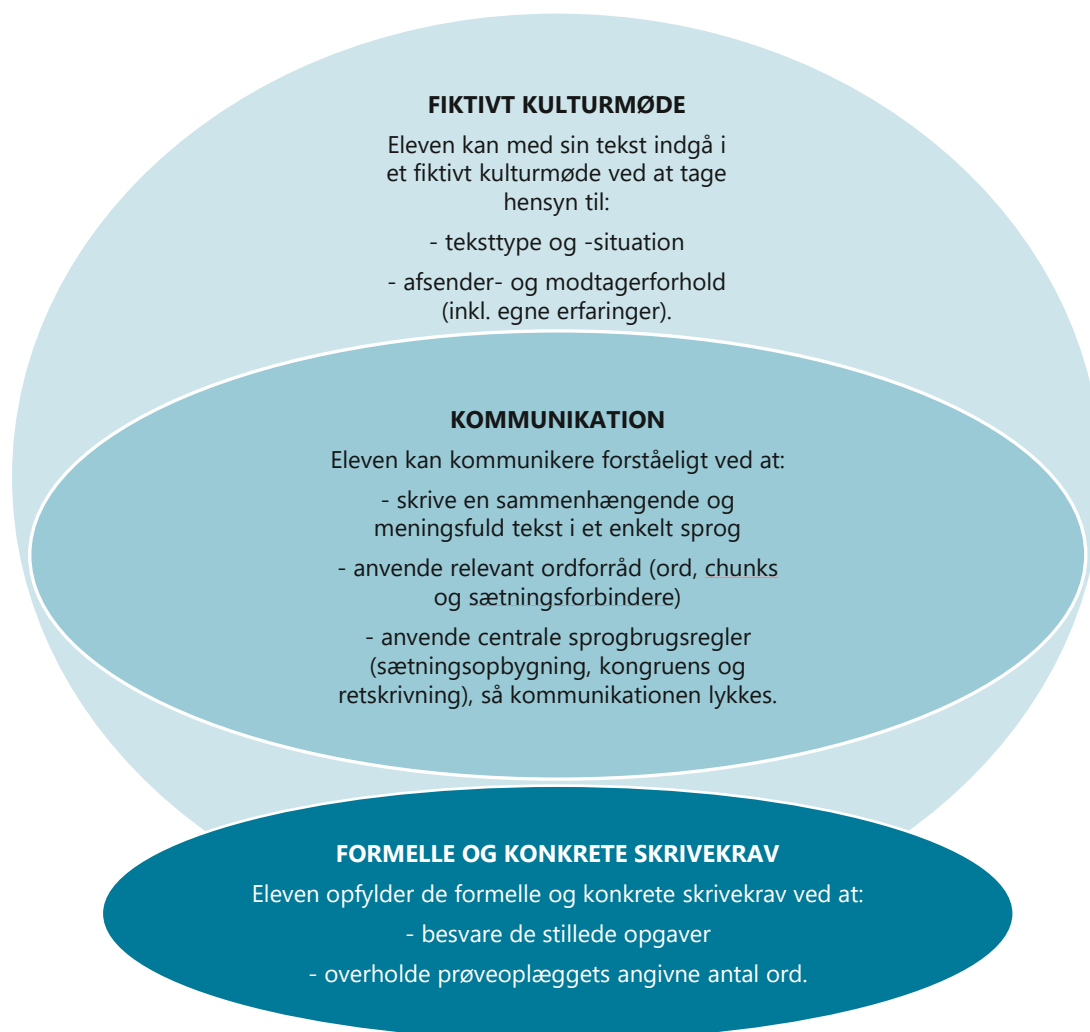 FIKTIVT KULTURMØDE
Eleven kan med sin tekst indgå i
et fiktivt kulturmøde ved at tage
hensyn til:
- teksttype og -situation
- afsender- og modtagerforhold
(inkl. egne erfaringer).
KOMMUNIKATION
Eleven kan kommunikere forståeligt ved at:
- skrive en sammenhængende og
meningsfuld tekst i et enkelt sprog
- anvende relevant ordforråd (ord, chunks
og sætningsforbindere)
- anvende centrale sprogbrugsregler
(sætningsopbygning, kongruens og
retskrivning), så kommunikationen lykkes.
FORMELLE OG KONKRETE SKRIVEKRAV
Eleven opfylder de formelle og konkrete skrivekrav ved at:
- besvare de stillede opgaver
- overholde prøveoplæggets angivne antal ord.